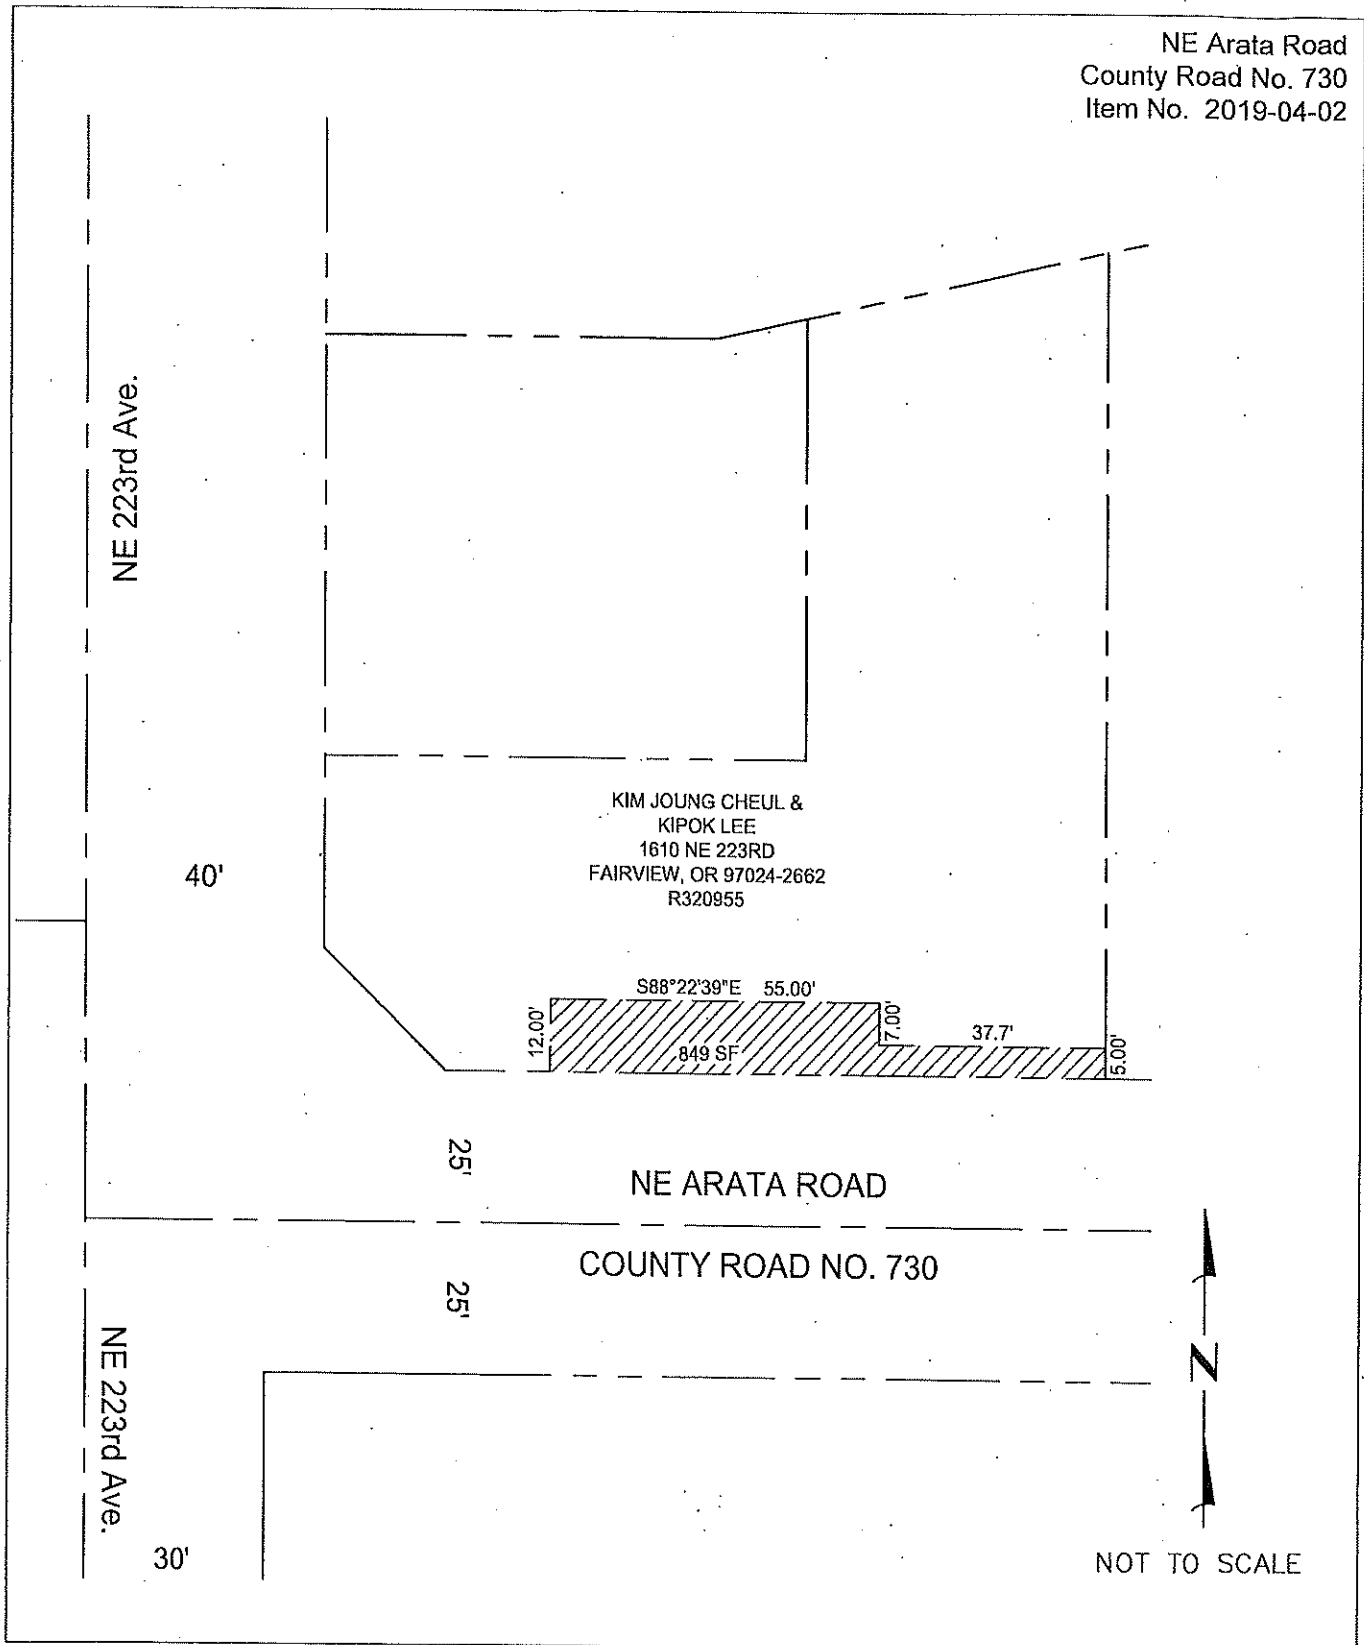 NE Arata Road
County Road No. 730
Item No. 2019-04-02
NE 223rd Ave.
40'
KIM JOUNG CHEUL &
KIPOK LEE
1610 NE 223RD
FAIRVIEW, OR 97024-2662
R320955
S88°22'39"E 55.00'
12.00'
849 SF
7.00'
37.7'
5.00'
25'
NE ARATA ROAD
COUNTY ROAD NO. 730
25'
NE 223rd Ave.
30'
N
NOT TO SCALE